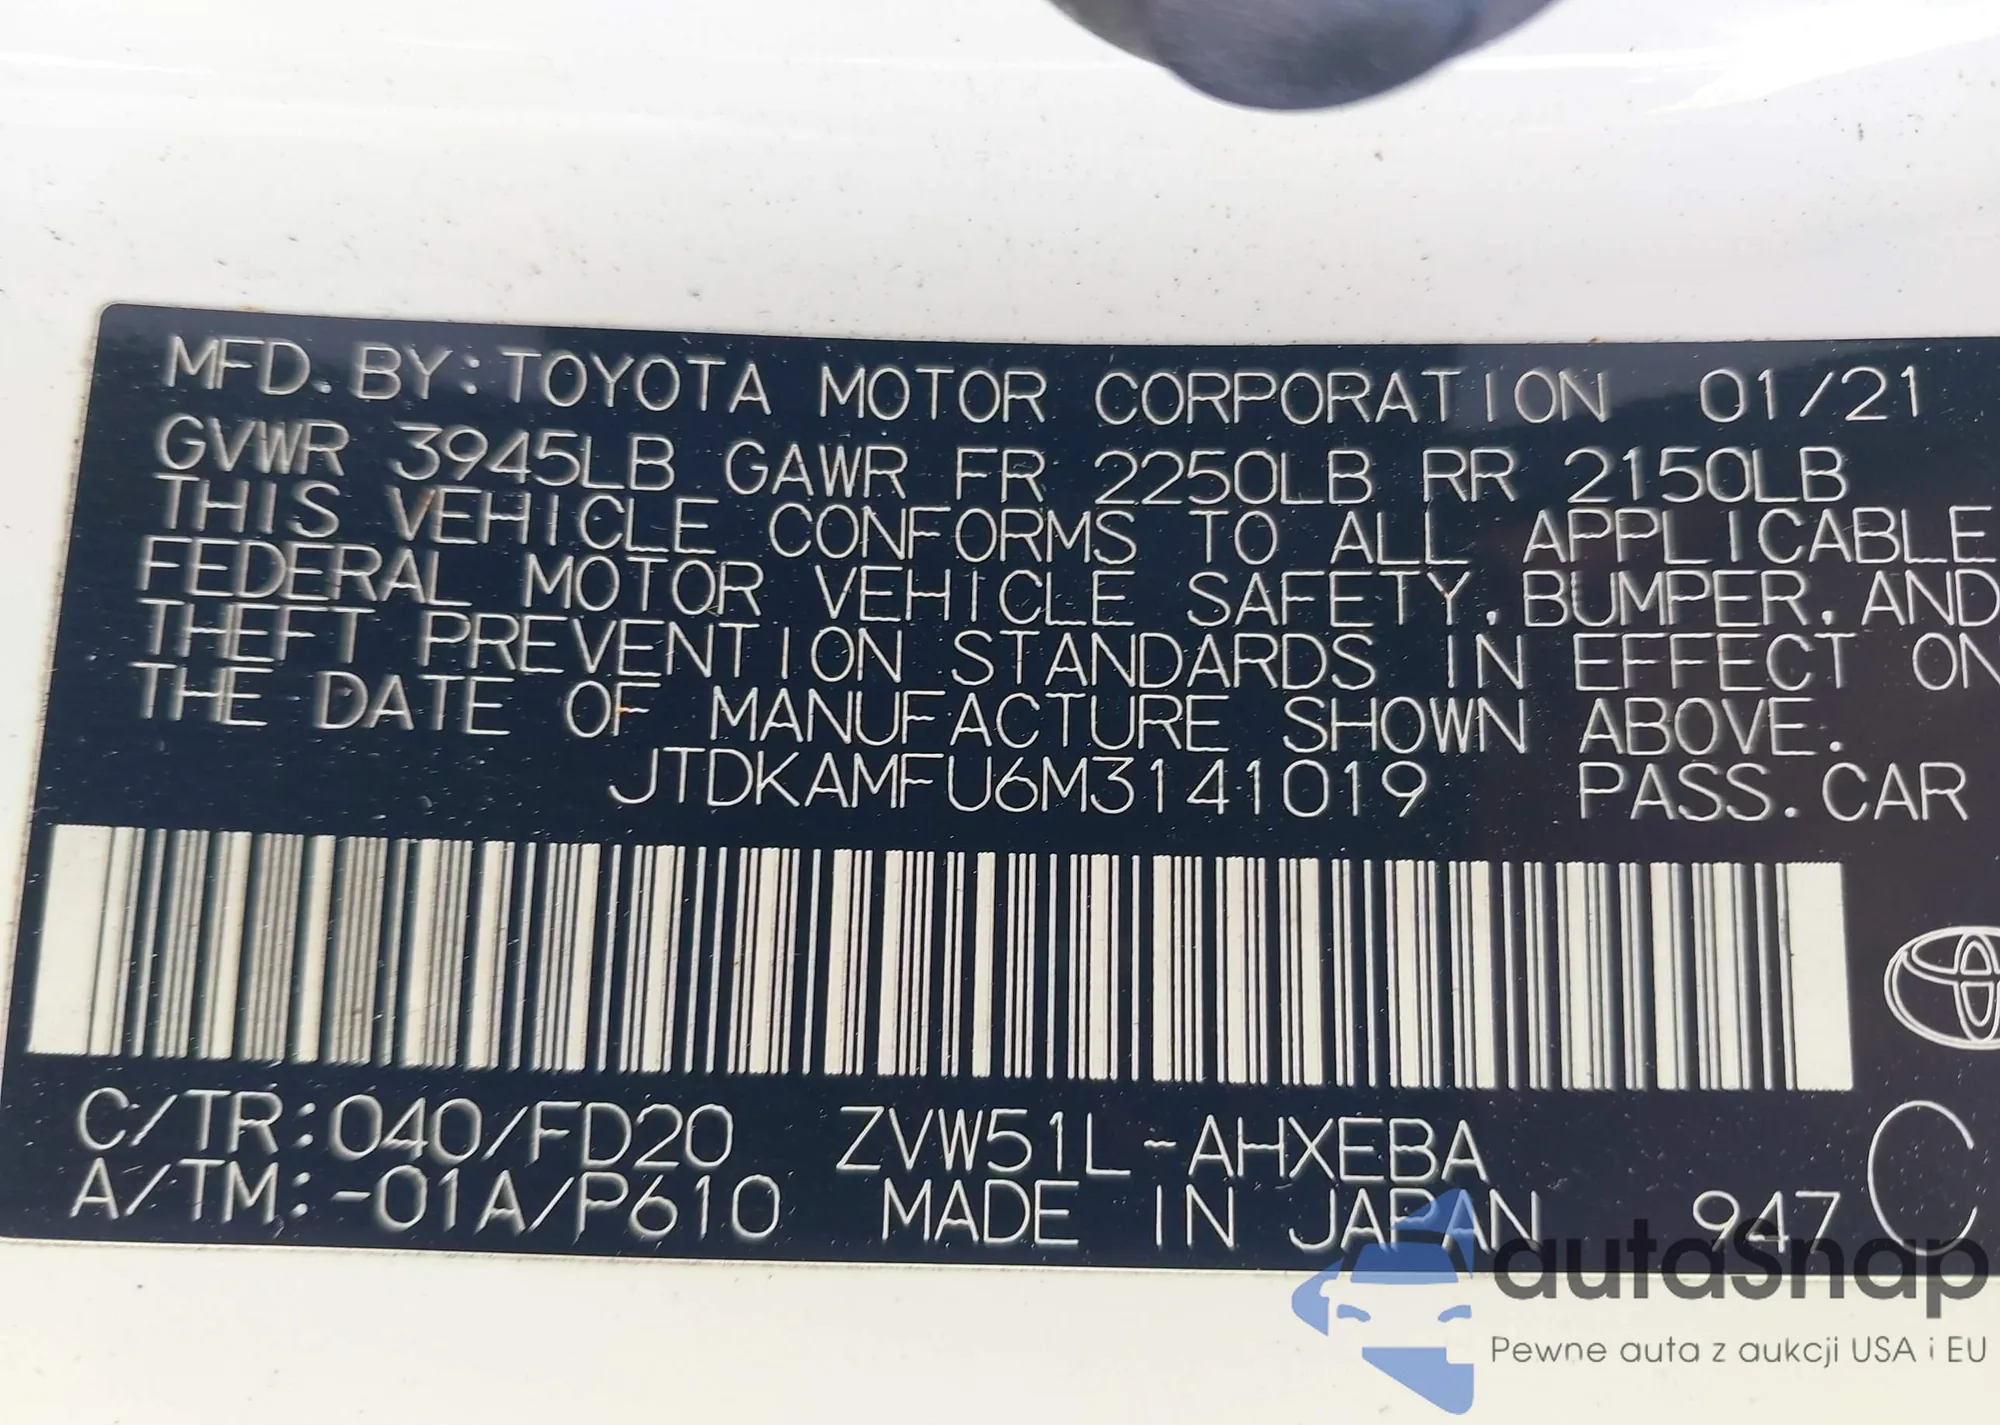 MFD.BY:TOYOTA MOTOR CORPORATION 01/21
GVWR 3945LB GAWR FR 2250LB RR 2150LB
THIS VEHICLE CONFORMS TO ALL APPLICABLE
FEDERAL MOTOR VEHICLE SAFETY,BUMPER,AND
THEFT PREVENTION STANDARDS IN EFFECT ON
THE DATE OF MANUFACTURE SHOWN ABOVE.
JTDKAMFU6M3141019 PASS.CAR
C/TR:040/FD20 ZVW51L-AHXEBA
A/TM:-01A/P610 MADE IN JAPAN 947 C
autaSnap
Pewne auta z aukcji USA i EU